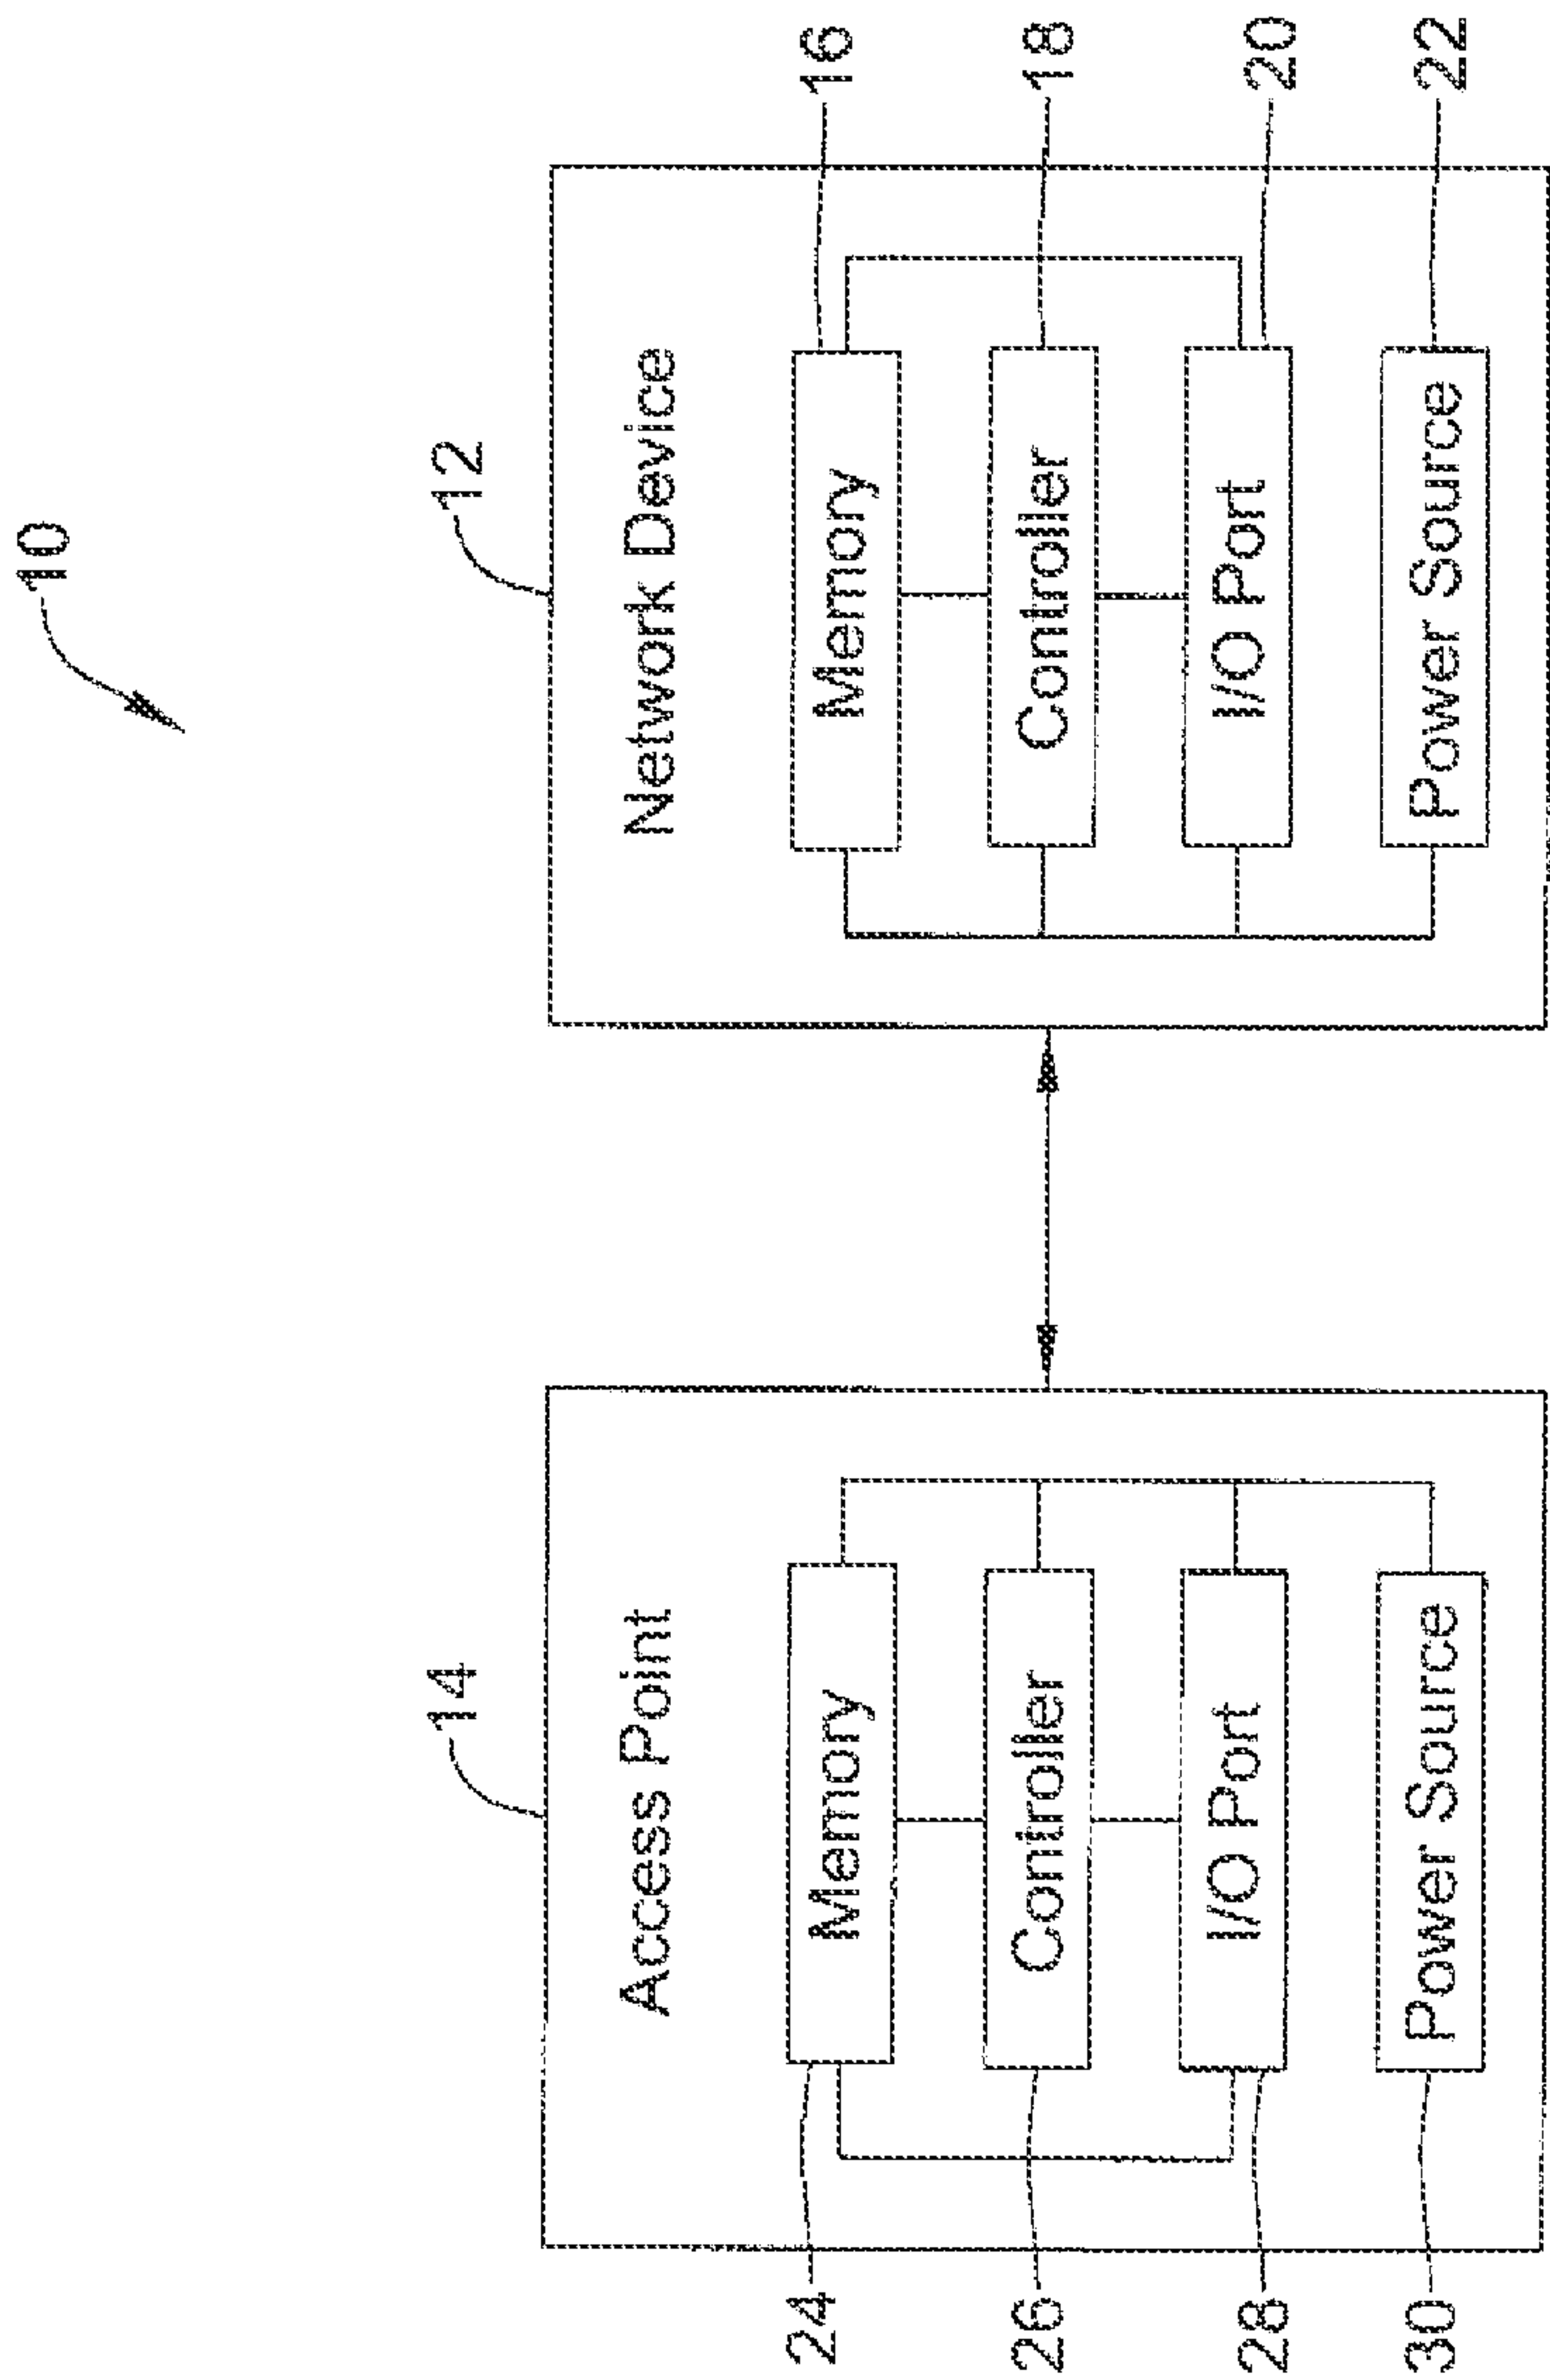 10
14
12
Access Point
Network Device
24
Memory
Memory
16
26
Controller
Controller
18
28
I/O Port
I/O Port
20
30
Power Source
Power Source
22